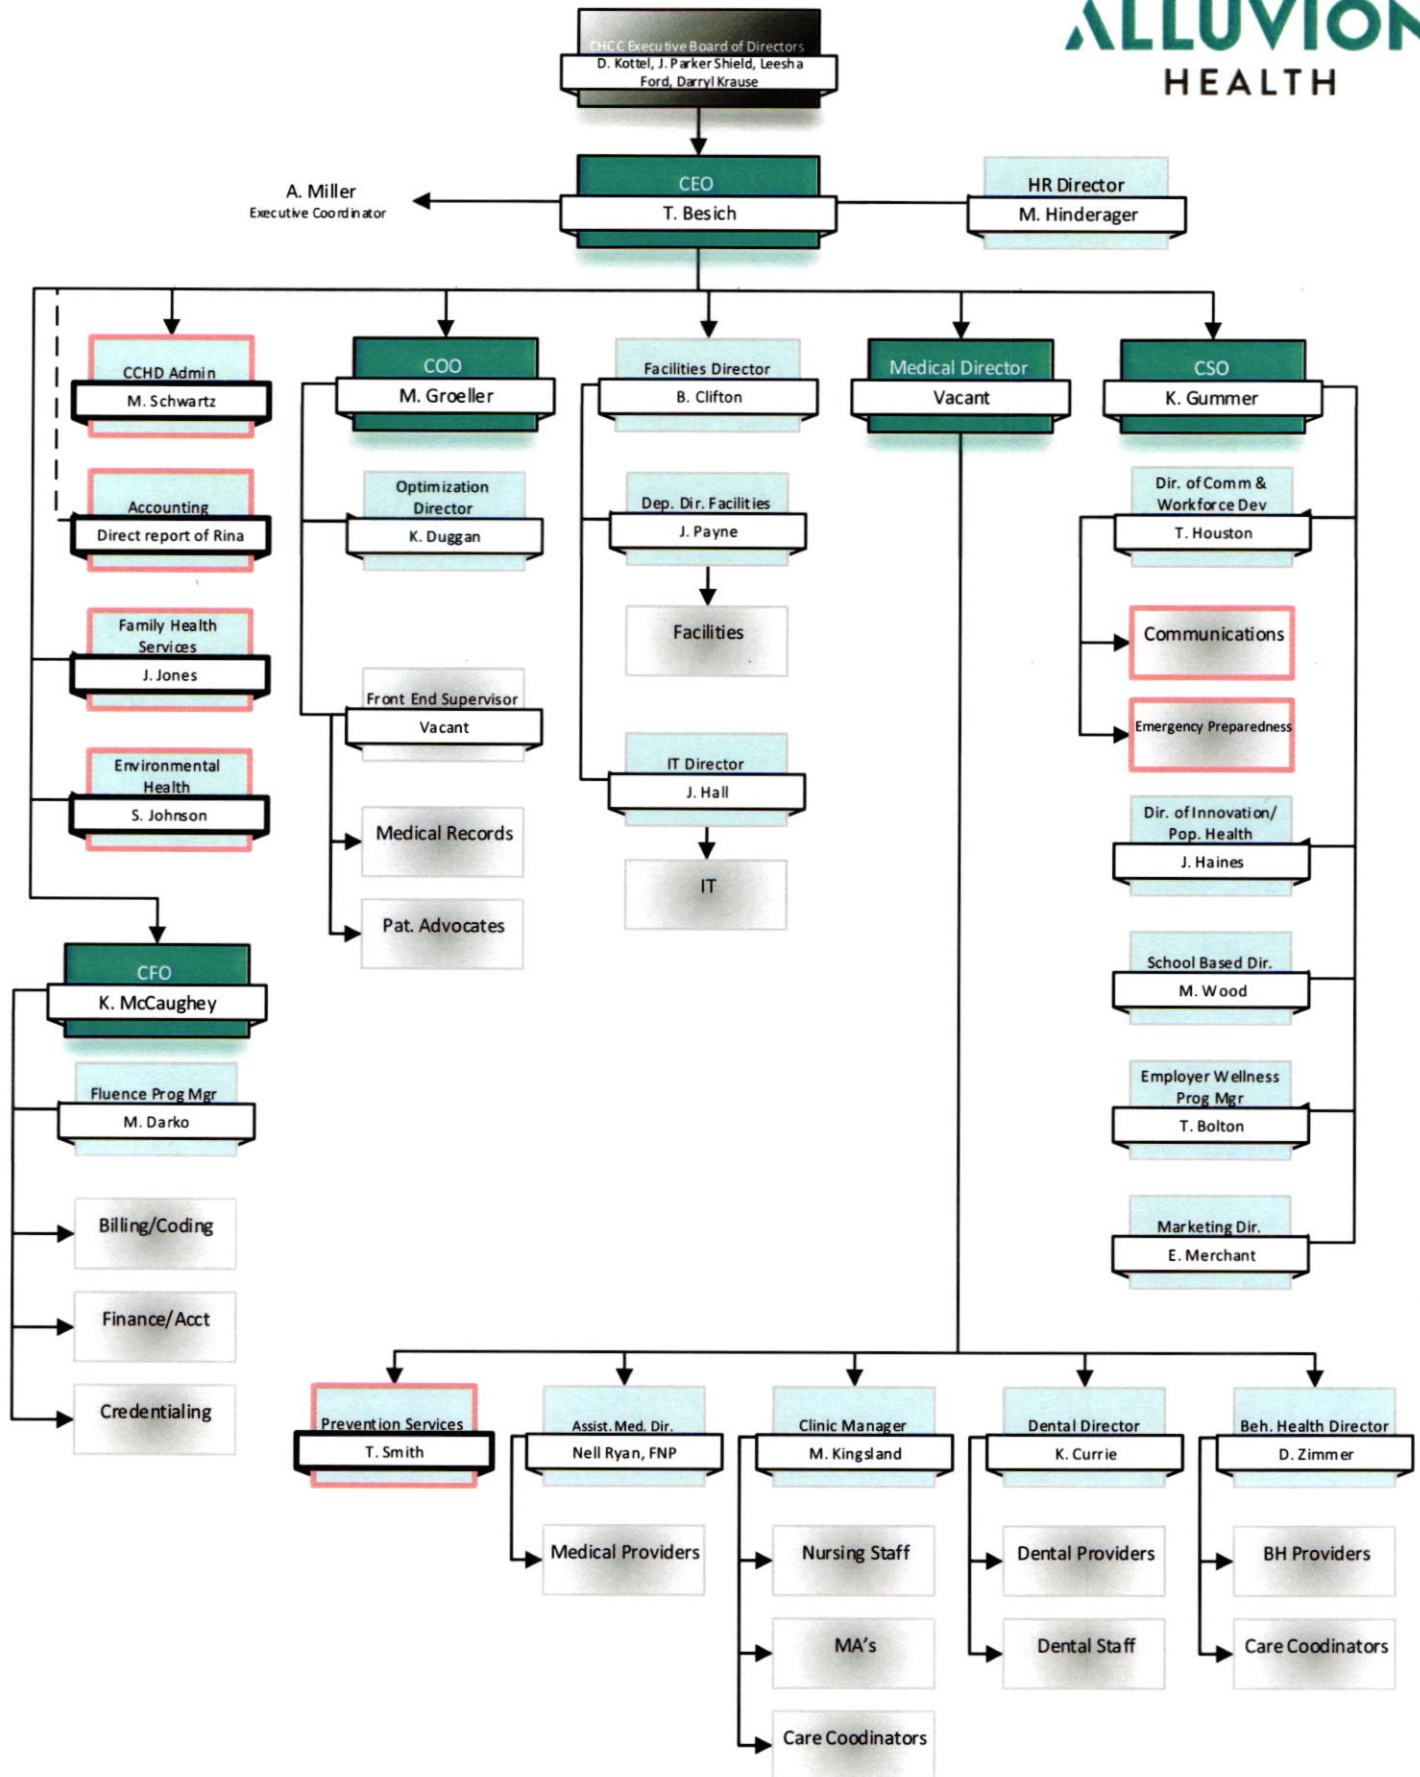 ALLUVION
HEALTH
CHCC Executive Board of Directors
D. Kottel, J. Parker Shield, Leesha
Ford, Darryl Krause
CEO
T. Besich
A. Miller
Executive Coordinator
HR Director
M. Hinderager
CCHD Admin
M. Schwartz
COO
M. Groeller
Facilities Director
B. Clifton
Medical Director
Vacant
CSO
K. Gummer
Accounting
Direct report of Rina
Optimization
Director
K. Duggan
Dep. Dir. Facilities
J. Payne
Dir. of Comm &
Workforce Dev
T. Houston
Family Health
Services
J. Jones
Facilities
Communications
Front End Supervisor
Vacant
Emergency Preparedness
Environmental
Health
S. Johnson
IT Director
J. Hall
Medical Records
Dir. of Innovation/
Pop. Health
J. Haines
IT
Pat. Advocates
CFO
K. McCaughey
School Based Dir.
M. Wood
Fluence Prog Mgr
M. Darko
Employer Wellness
Prog Mgr
T. Bolton
Billing/Coding
Marketing Dir.
E. Merchant
Finance/Acct
Credentialing
Prevention Services
T. Smith
Assist. Med. Dir.
Nell Ryan, FNP
Clinic Manager
M. Kingsland
Dental Director
K. Currie
Beh. Health Director
D. Zimmer
Medical Providers
Nursing Staff
Dental Providers
BH Providers
MA's
Dental Staff
Care Coodinators
Care Coodinators